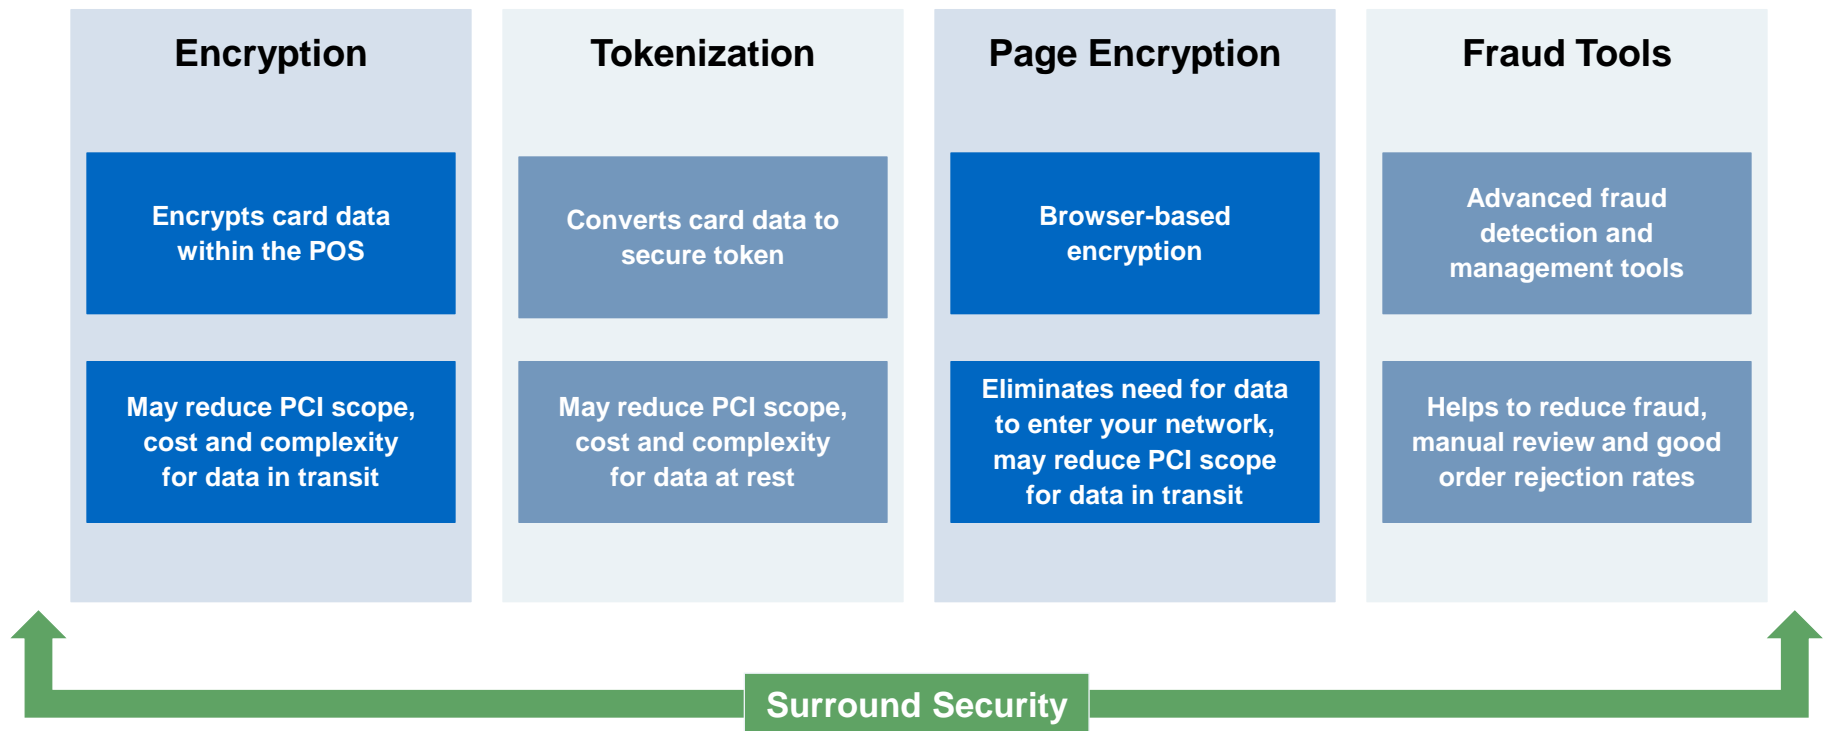 Encryption
Encrypts card data
within the POS
May reduce PCI scope,
cost and complexity
for data in transit
Tokenization
Converts card data to
secure token
May reduce PCI scope,
cost and complexity
for data at rest
Page Encryption
Browser-based
encryption
Eliminates need for data
to enter your network,
may reduce PCI scope
for data in transit
Fraud Tools
Advanced fraud
detection and
management tools
Helps to reduce fraud,
manual review and good
order rejection rates
Surround Security